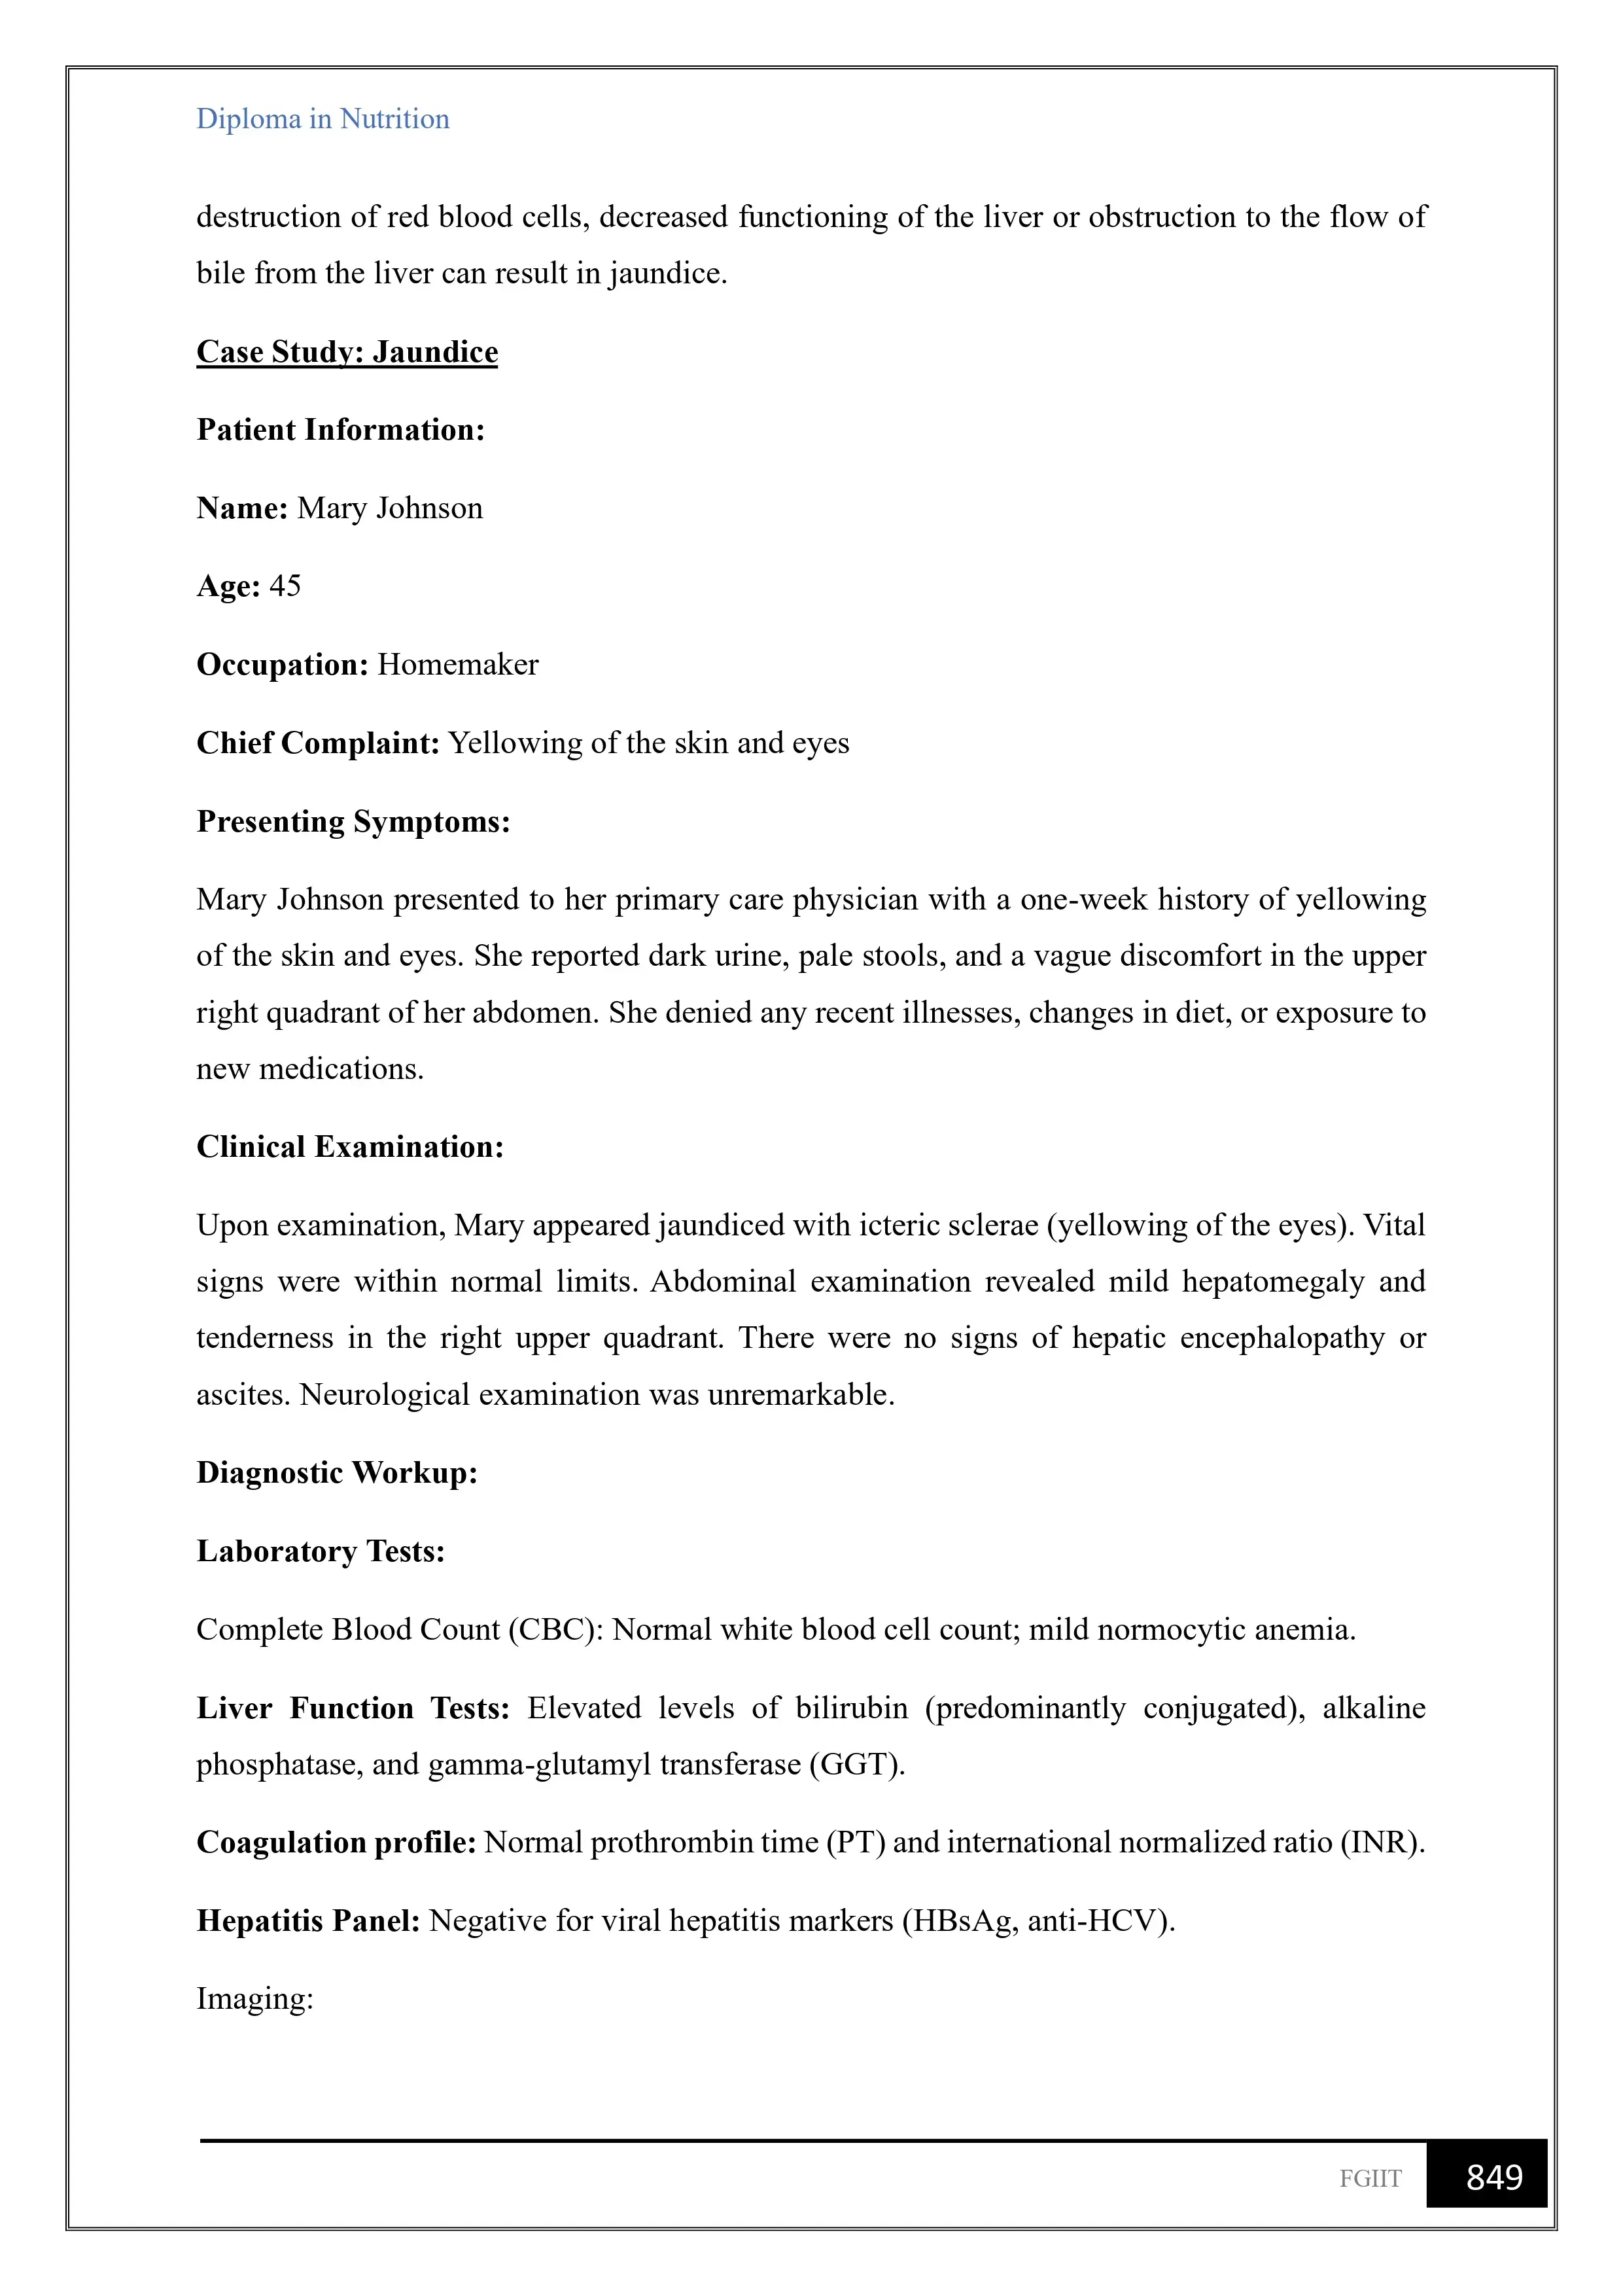 Diploma in Nutrition
destruction of red blood cells, decreased functioning of the liver or obstruction to the flow of
bile from the liver can result in jaundice.
Case Study: Jaundice
Patient Information:
Name: Mary Johnson
Age: 45
Occupation: Homemaker
Chief Complaint: Yellowing of the skin and eyes
Presenting Symptoms:
Mary Johnson presented to her primary care physician with a one-week history of yellowing
of the skin and eyes. She reported dark urine, pale stools, and a vague discomfort in the upper
right quadrant of her abdomen. She denied any recent illnesses, changes in diet, or exposure to
new medications.
Clinical Examination:
Upon examination, Mary appeared jaundiced with icteric sclerae (yellowing of the eyes). Vital
signs were within normal limits. Abdominal examination revealed mild hepatomegaly and
tenderness in the right upper quadrant. There were no signs of hepatic encephalopathy or
ascites. Neurological examination was unremarkable.
Diagnostic Workup:
Laboratory Tests:
Complete Blood Count (CBC): Normal white blood cell count; mild normocytic anemia.
Liver Function Tests: Elevated levels of bilirubin (predominantly conjugated), alkaline
phosphatase, and gamma-glutamyl transferase (GGT).
Coagulation profile: Normal prothrombin time (PT) and international normalized ratio (INR).
Hepatitis Panel: Negative for viral hepatitis markers (HBsAg, anti-HCV).
Imaging:
FGIIT 849